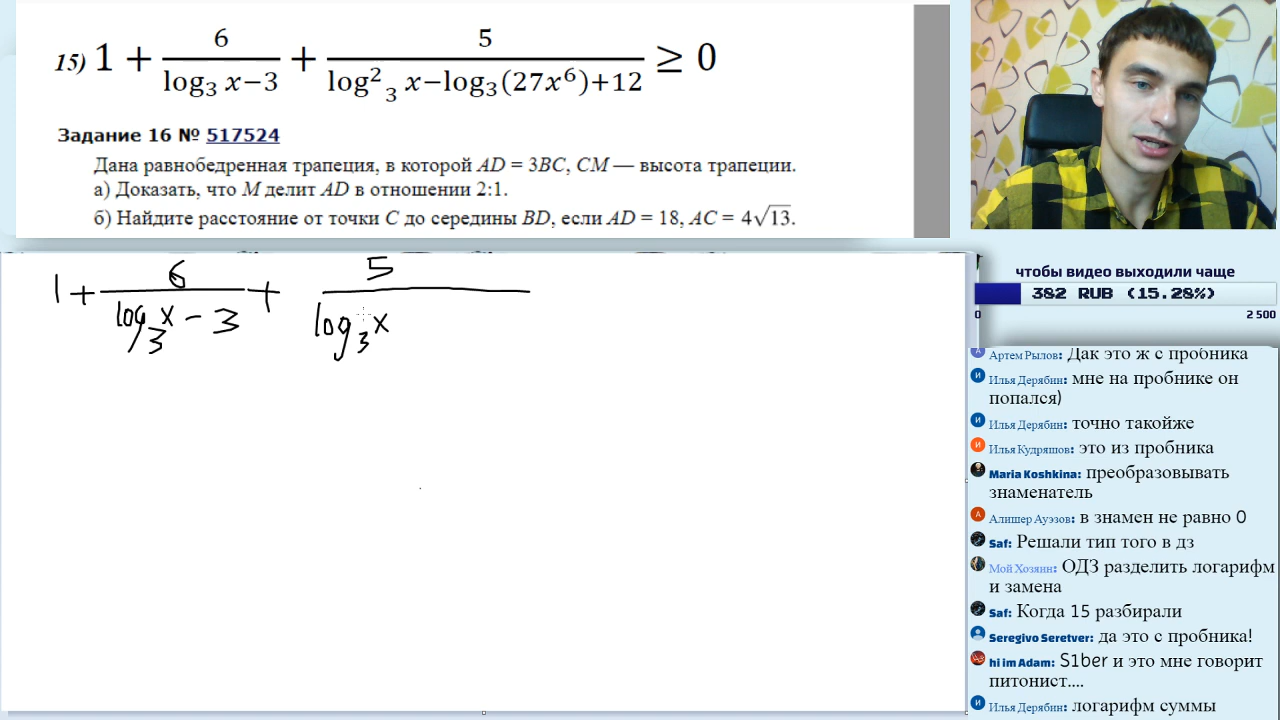 15) 1 + 6/(log₃ x−3) + 5/(log²₃ x−log₃(27x⁶)+12) ≥ 0
Задание 16 № 517524
Дана равнобедренная трапеция, в которой AD = 3BC, CM — высота трапеции.
а) Доказать, что M делит AD в отношении 2:1.
б) Найдите расстояние от точки C до середины BD, если AD = 18, AC = 4√13.
1 + 6/(log₃ x − 3) + 5/(log₃ x
чтобы видео выходили чаще
382 RUB (15.28%)
0 2 500
Артем Рылов: Дак это ж с пробника
Илья Дерябин: мне на пробнике он
попался)
Илья Дерябин: точно такойже
Илья Кудряшов: это из пробника
Maria Koshkina: преобразовывать
знаменатель
Алишер Ауэзов: в знамен не равно 0
Saf: Решали тип того в дз
Мой Хозяин: ОДЗ разделить логарифм
и замена
Saf: Когда 15 разбирали
Seregivo Seretver: да это с пробника!
hi im Adam: S1ber и это мне говорит
питонист....
Илья Дерябин: логарифм суммы